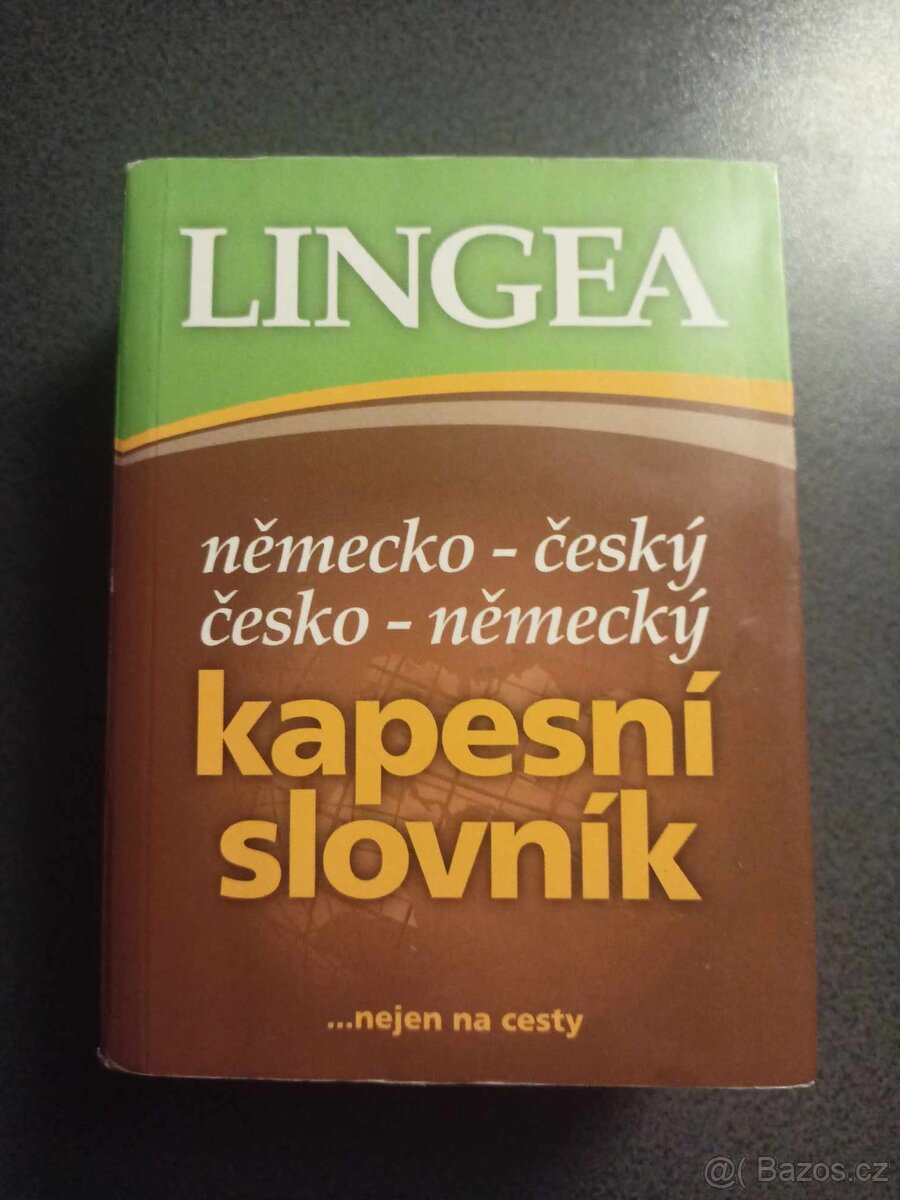 LINGEA
německo - český
česko - německý
kapesní
slovník
...nejen na cesty
@( Bazos.cz